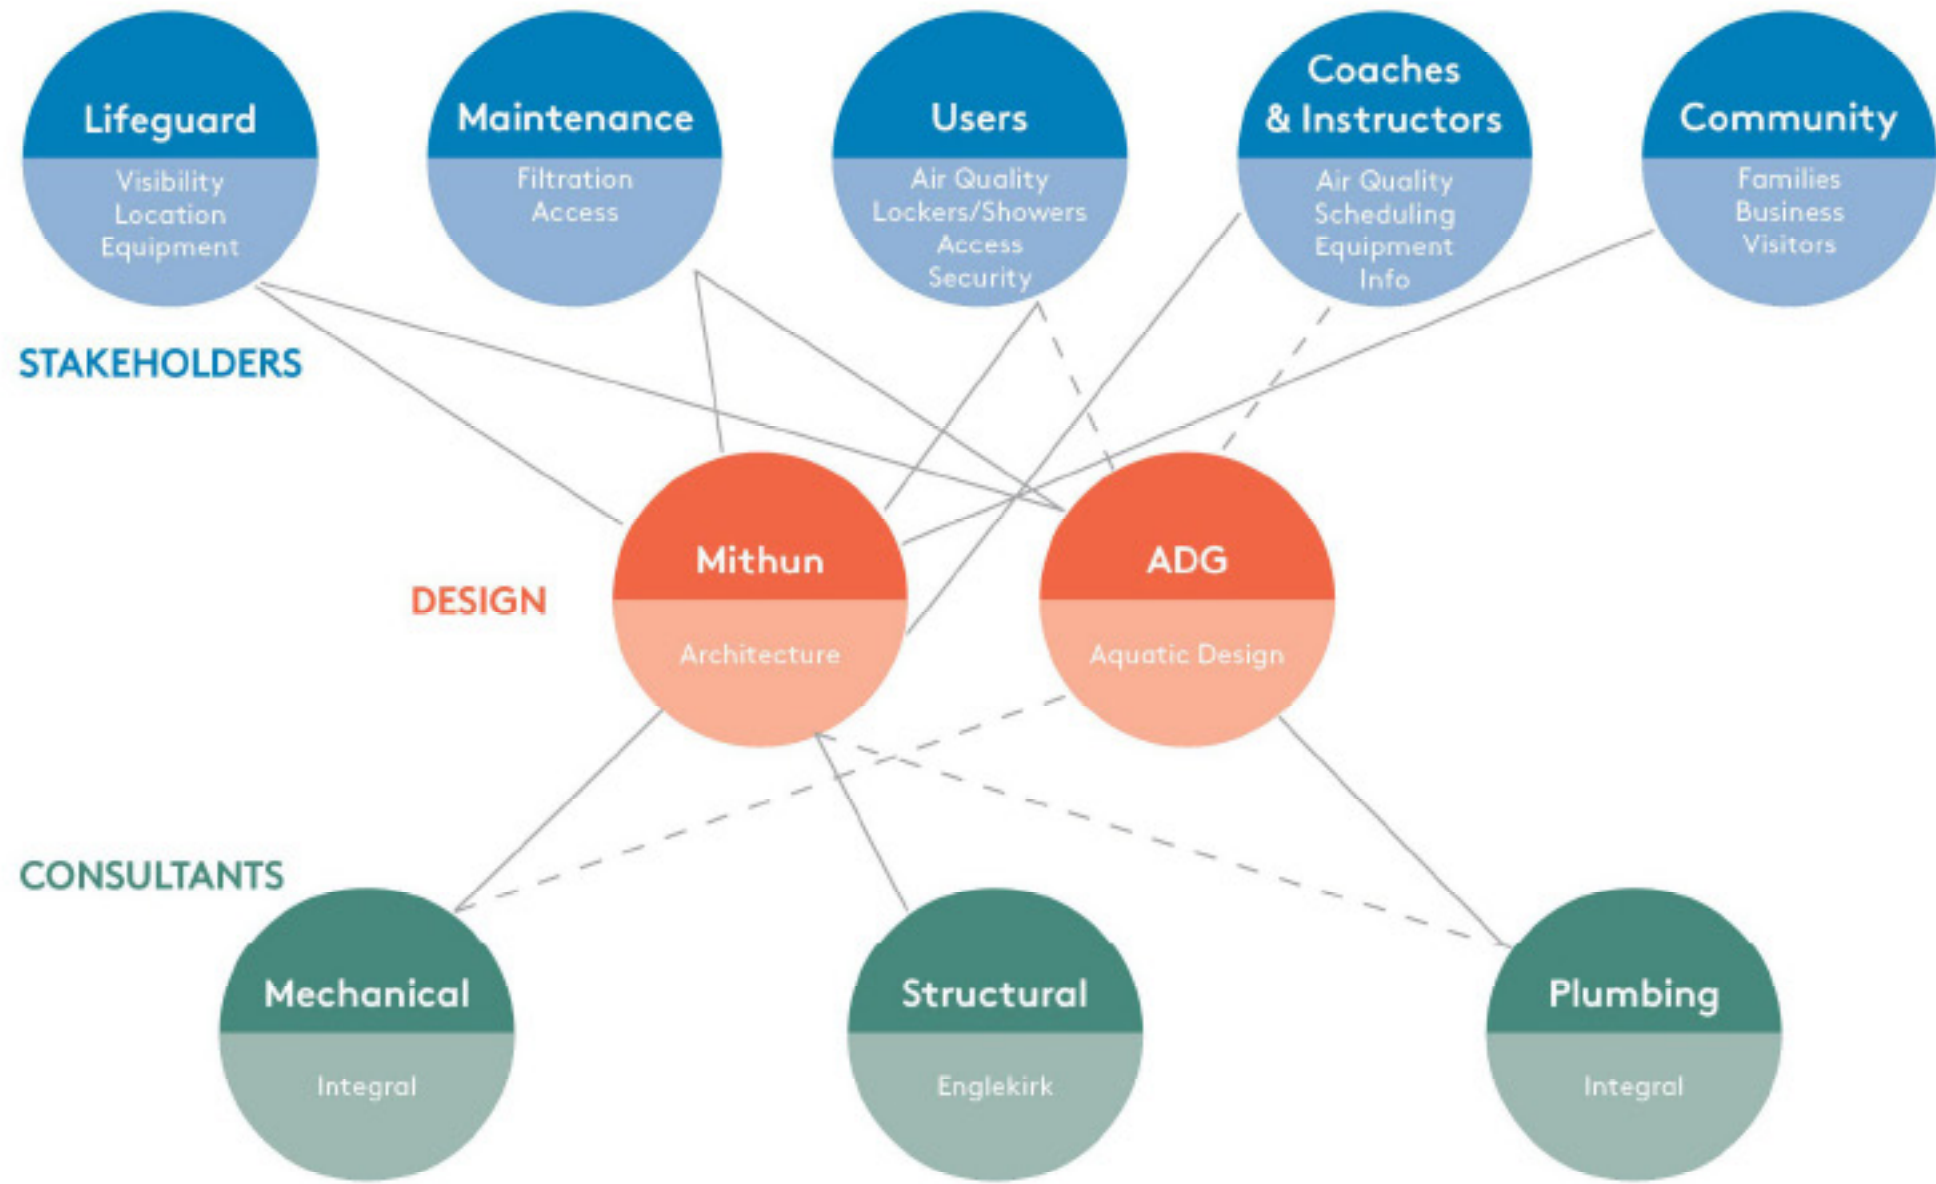 Lifeguard
Visibility
Location
Equipment
Maintenance
Filtration
Access
Users
Air Quality
Lockers/Showers
Access
Security
Coaches
& Instructors
Air Quality
Scheduling
Equipment
Info
Community
Families
Business
Visitors
STAKEHOLDERS
DESIGN
Mithun
Architecture
ADG
Aquatic Design
CONSULTANTS
Mechanical
Integral
Structural
Englekirk
Plumbing
Integral